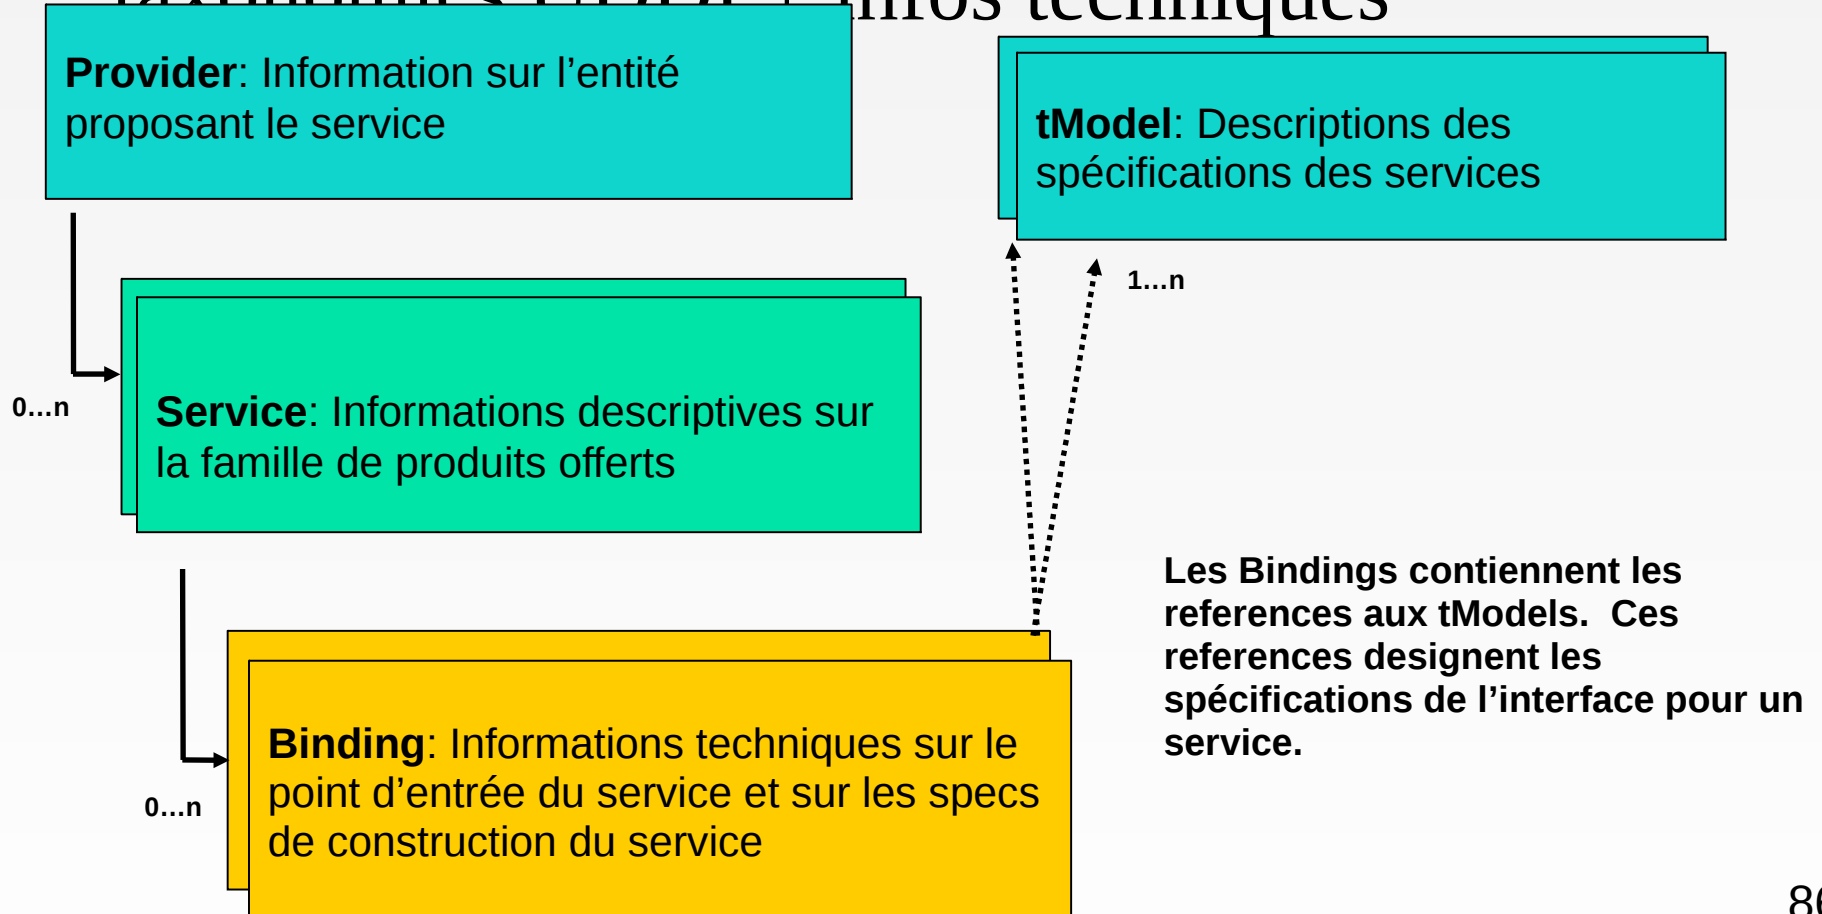 infos techniques
Provider: Information sur l’entité
proposant le service
tModel: Descriptions des
spécifications des services
1...n
0...n
Service: Informations descriptives sur
la famille de produits offerts
Les Bindings contiennent les
references aux tModels.  Ces
references designent les
spécifications de l’interface pour un
service.
Binding: Informations techniques sur le
point d’entrée du service et sur les specs
de construction du service
0...n